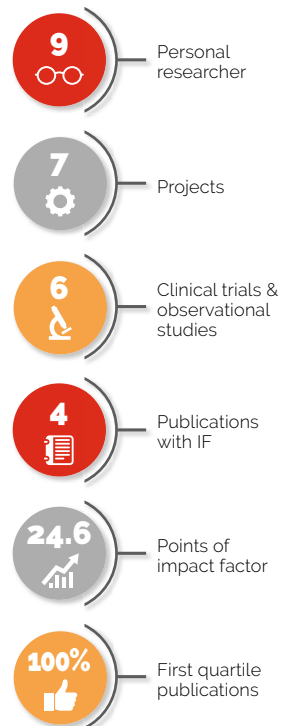 9
Personal
researcher
7
Projects
6
Clinical trials &
observational
studies
4
Publications
with IF
24.6
Points of
impact factor
100%
First quartile
publications